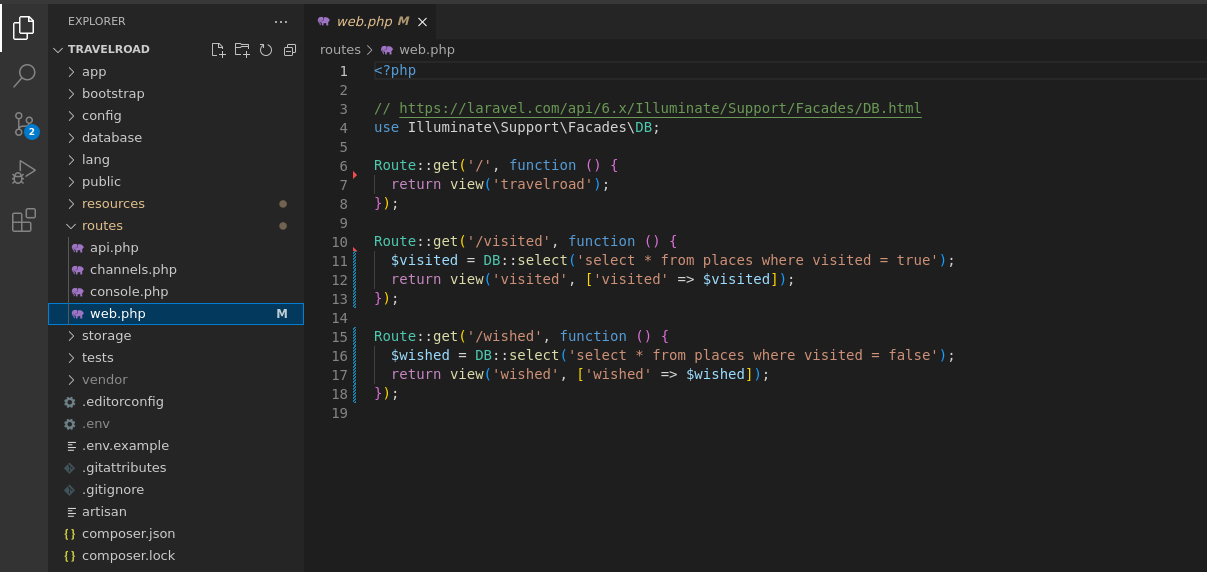 EXPLORER
TRAVELROAD
app
bootstrap
config
database
lang
public
resources
routes
api.php
channels.php
console.php
web.php M
storage
tests
vendor
.editorconfig
.env
.env.example
.gitattributes
.gitignore
artisan
composer.json
composer.lock
2
web.php M
routes > web.php
1 <?php
2
3 // https://laravel.com/api/6.x/Illuminate/Support/Facades/DB.html
4 use Illuminate\Support\Facades\DB;
5
6 Route::get('/', function () {
7   return view('travelroad');
8 });
9
10 Route::get('/visited', function () {
11   $visited = DB::select('select * from places where visited = true');
12   return view('visited', ['visited' => $visited]);
13 });
14
15 Route::get('/wished', function () {
16   $wished = DB::select('select * from places where visited = false');
17   return view('wished', ['wished' => $wished]);
18 });
19